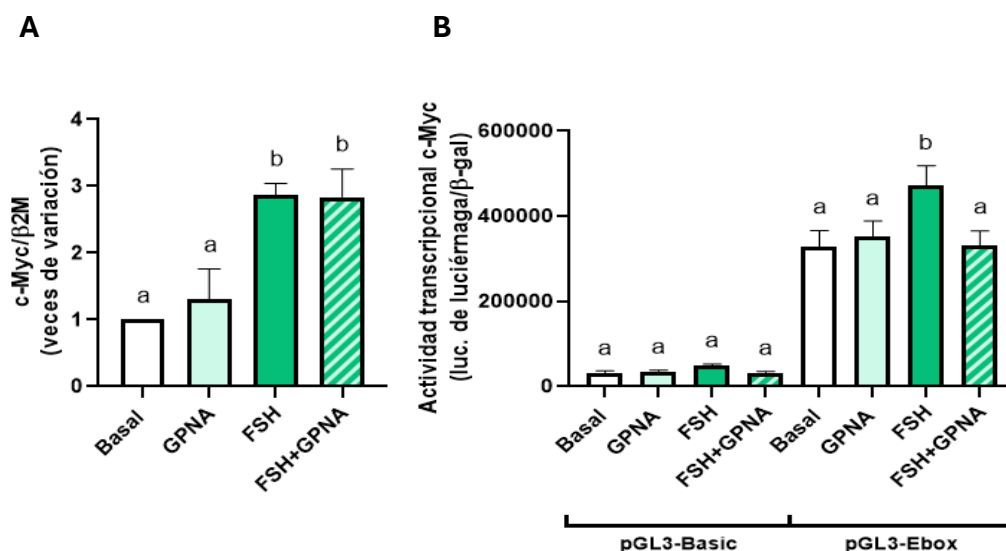 A
B
c-Myc/β2M
(veces de variación)
4
3
2
1
0
a
a
b
b
Basal
GPNA
FSH
FSH+GPNA
Actividad transcripcional c-Myc
(luc. de luciérnaga/β-gal)
600000
400000
200000
0
a
a
a
a
a
a
b
a
Basal
GPNA
FSH
FSH+GPNA
Basal
GPNA
FSH
FSH+GPNA
pGL3-Basic
pGL3-Ebox